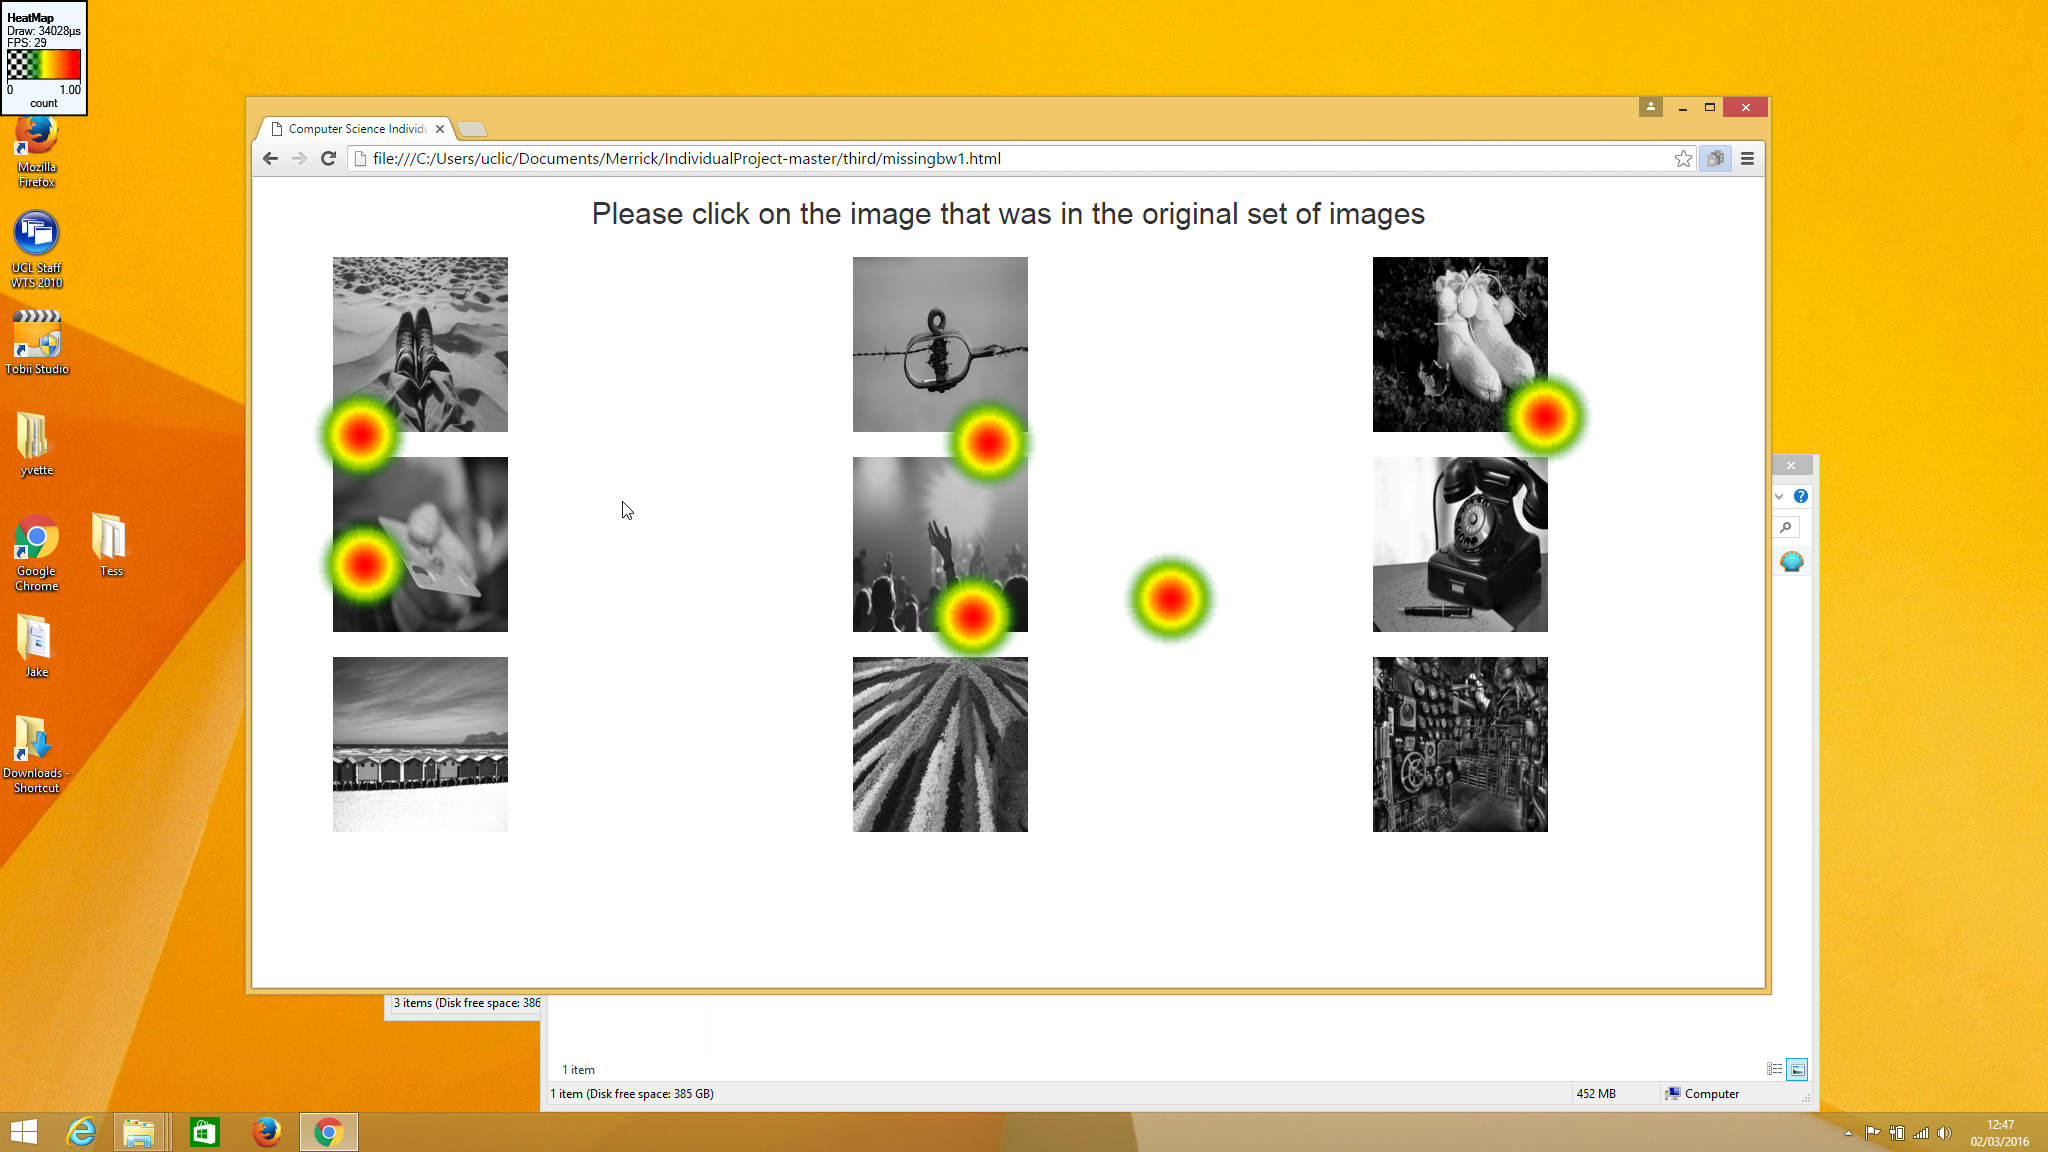 HeatMap
Draw: 34028µs
FPS: 29
0 1.00
count
Mozilla
Firefox
UCL Staff
WTS 2010
Tobii Studio
yvette
Google
Chrome
Tess
Jake
Downloads -
Shortcut
Computer Science Individu
file:///C:/Users/uclic/Documents/Merrick/IndividualProject-master/third/missingbw1.html
Please click on the image that was in the original set of images
3 items (Disk free space: 386
1 item
1 item (Disk free space: 385 GB)
452 MB
Computer
12:47
02/03/2016